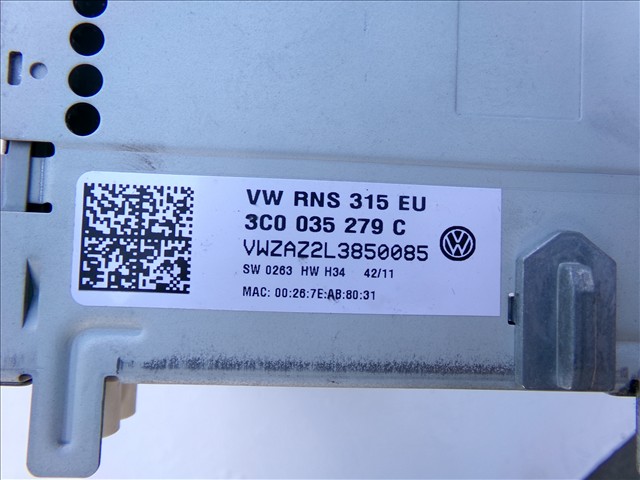 VW RNS 315 EU
3C0 035 279 C
VWZAZ2L3850085
SW 0263 HW H34 42/11
MAC: 00:26:7E:AB:80:31